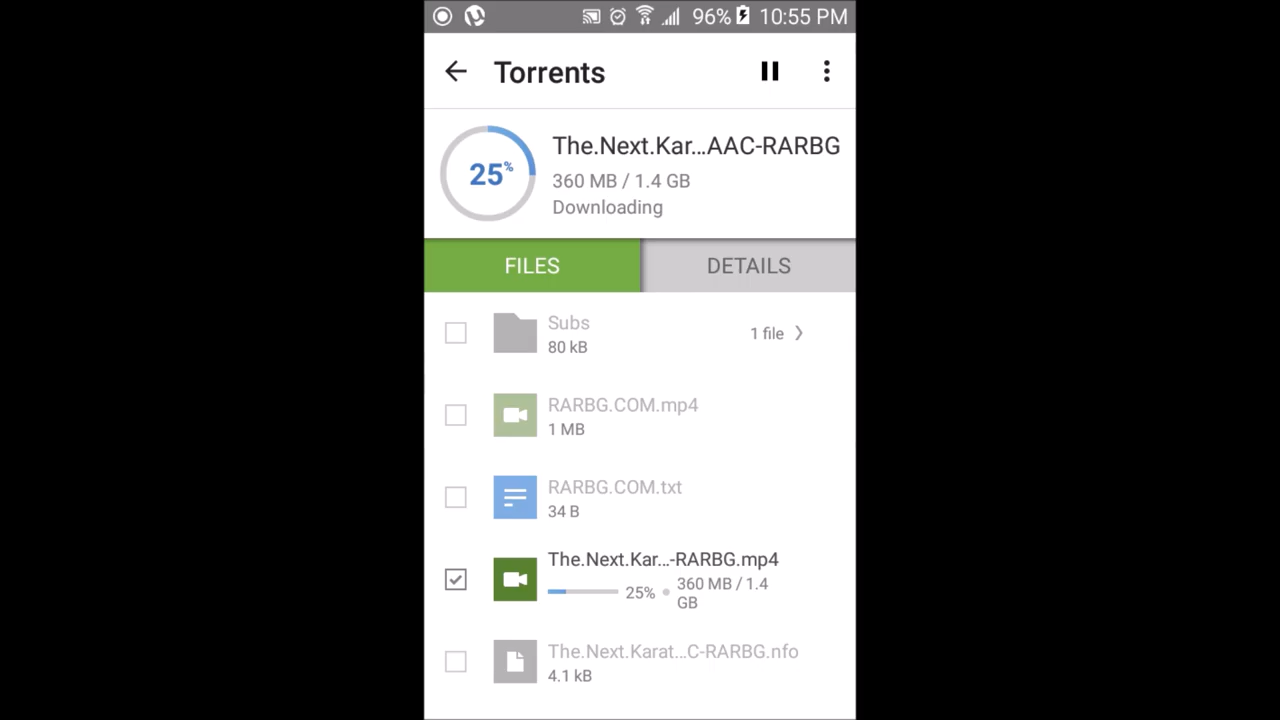 96% 10:55 PM
Torrents
25%
The.Next.Kar...AAC-RARBG
360 MB / 1.4 GB
Downloading
FILES DETAILS
Subs
80 kB
1 file
RARBG.COM.mp4
1 MB
RARBG.COM.txt
34 B
The.Next.Kar...-RARBG.mp4
25% 360 MB / 1.4
GB
The.Next.Karat...C-RARBG.nfo
4.1 kB